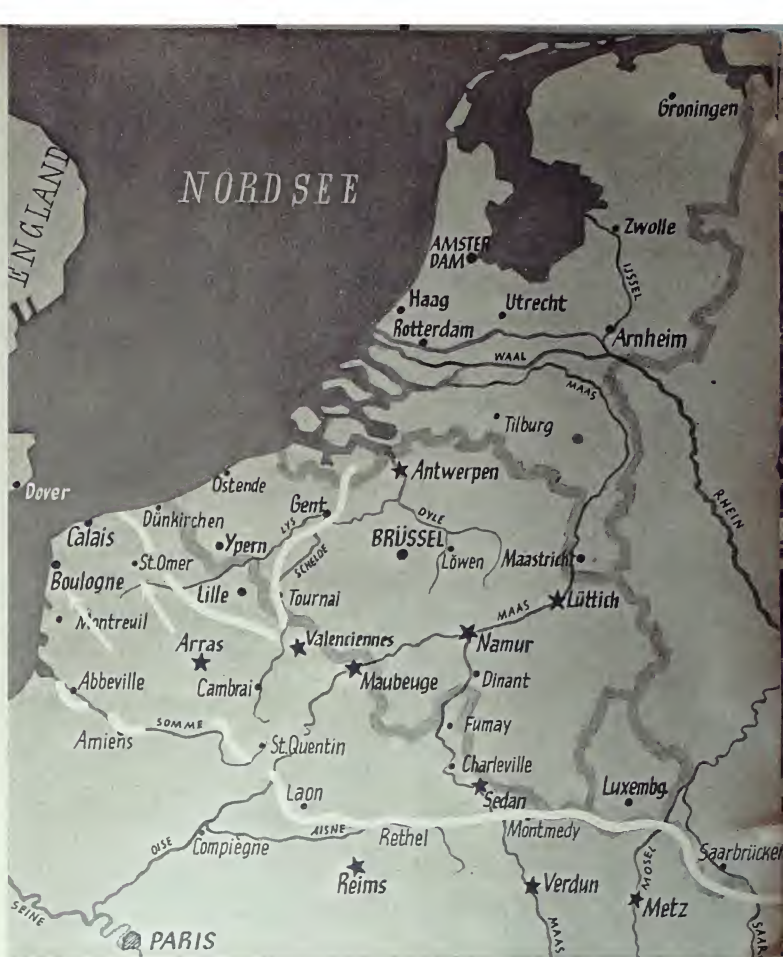 Groningen
ENGLAND
NORDSEE
Zwolle
AMSTER
DAM
IJSSEL
Haag
Utrecht
Rotterdam
Arnheim
WAAL
MAAS
Tilburg
Dover
Ostende
Antwerpen
R.HEIN
Gent
Dünkirchen
LYS
DYLE
Calais
Ypern
BRÜSSEL
SCHELDE
Löwen
Maastricht
St.Omer
Boulogne
Lille
Tournai
Lüttich
MAAS
Montreuil
Valenciennes
Namur
Arras
Maubeuge
Dinant
Abbeville
Cambrai
SOMME
Fumay
Amiens
St.Quentin
Charleville
Laon
Sedan
Luxembg.
Compiègne
AISNE
Rethel
Montmedy
OISE
Saarbrücken
Reims
Verdun
MOSEL
Metz
SEINE
PARIS
MAAS
SAAR